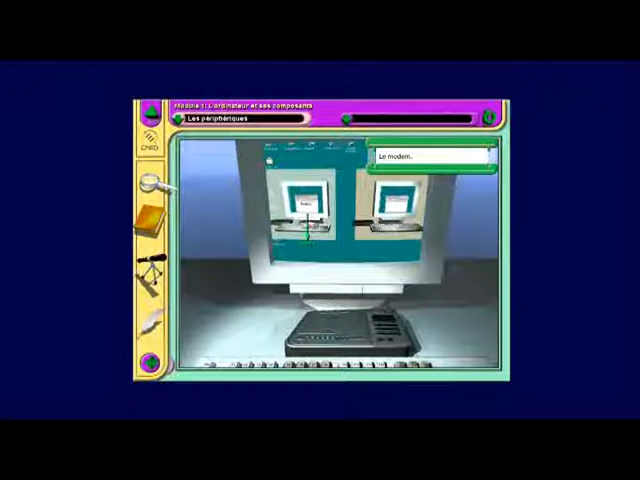 Module 1: L'ordinateur et ses composants
Les périphériques
CNED
Le modem.